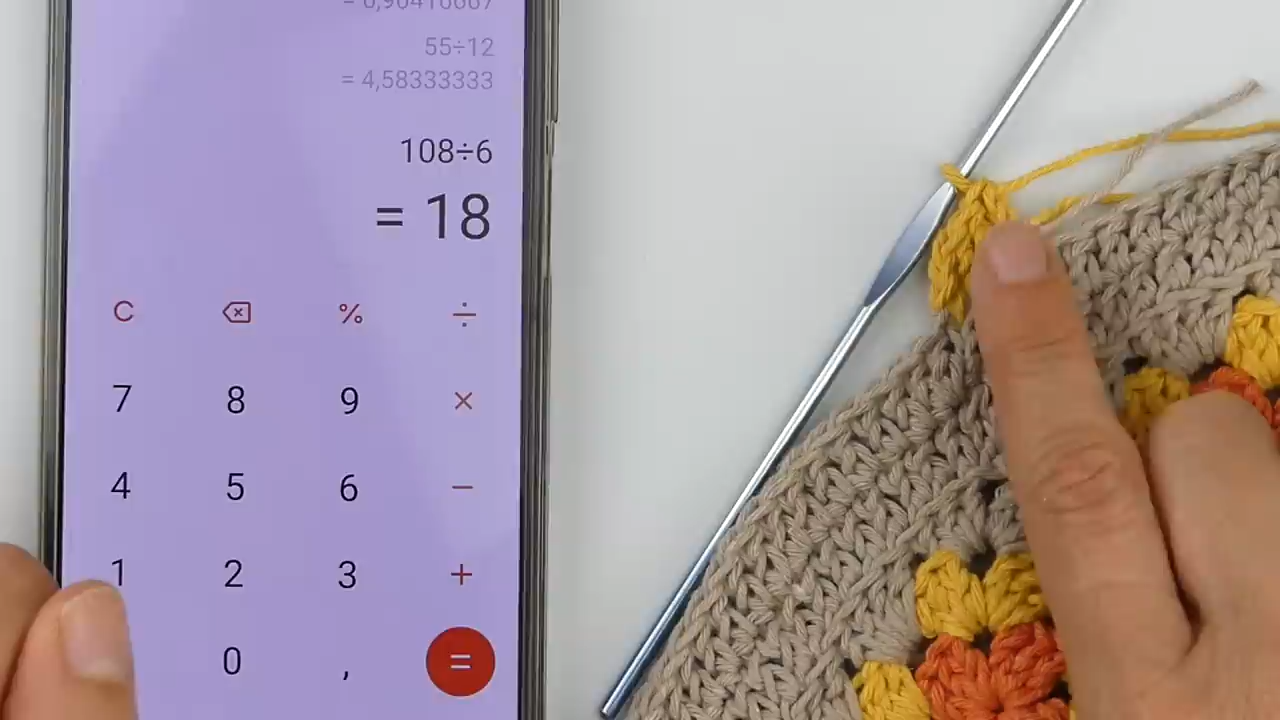 55÷12
= 4,58333333
108÷6
= 18
C % ÷
7 8 9 ×
4 5 6 −
1 2 3 +
0 , =